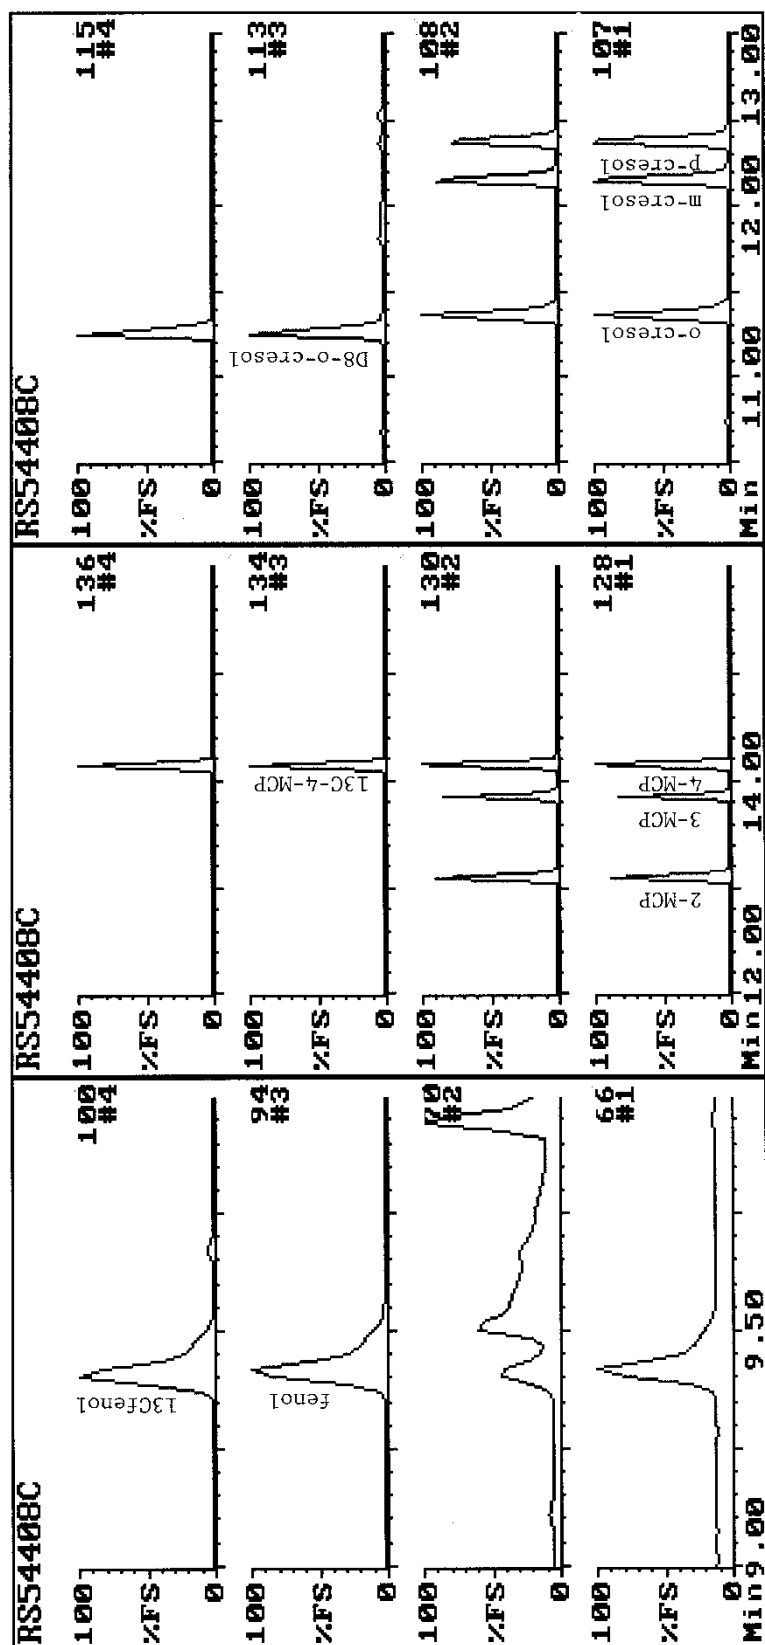 RS54408C
100
%FS
0
13Cfenol
100
#4
100
%FS
0
fenol
94
#3
100
%FS
0
70
#2
100
%FS
0
66
#1
Min 9.00 9.50
RS54408C
100
%FS
0
136
#4
100
%FS
0
13C-4-MCP
134
#3
100
%FS
0
130
#2
100
%FS
0
2-MCP
3-MCP
4-MCP
128
#1
Min 12.00 14.00
RS54408C
100
%FS
0
115
#4
100
%FS
0
D8-o-cresol
113
#3
100
%FS
0
108
#2
100
%FS
0
o-cresol
m-cresol
p-cresol
107
#1
Min 11.00 12.00 13.00